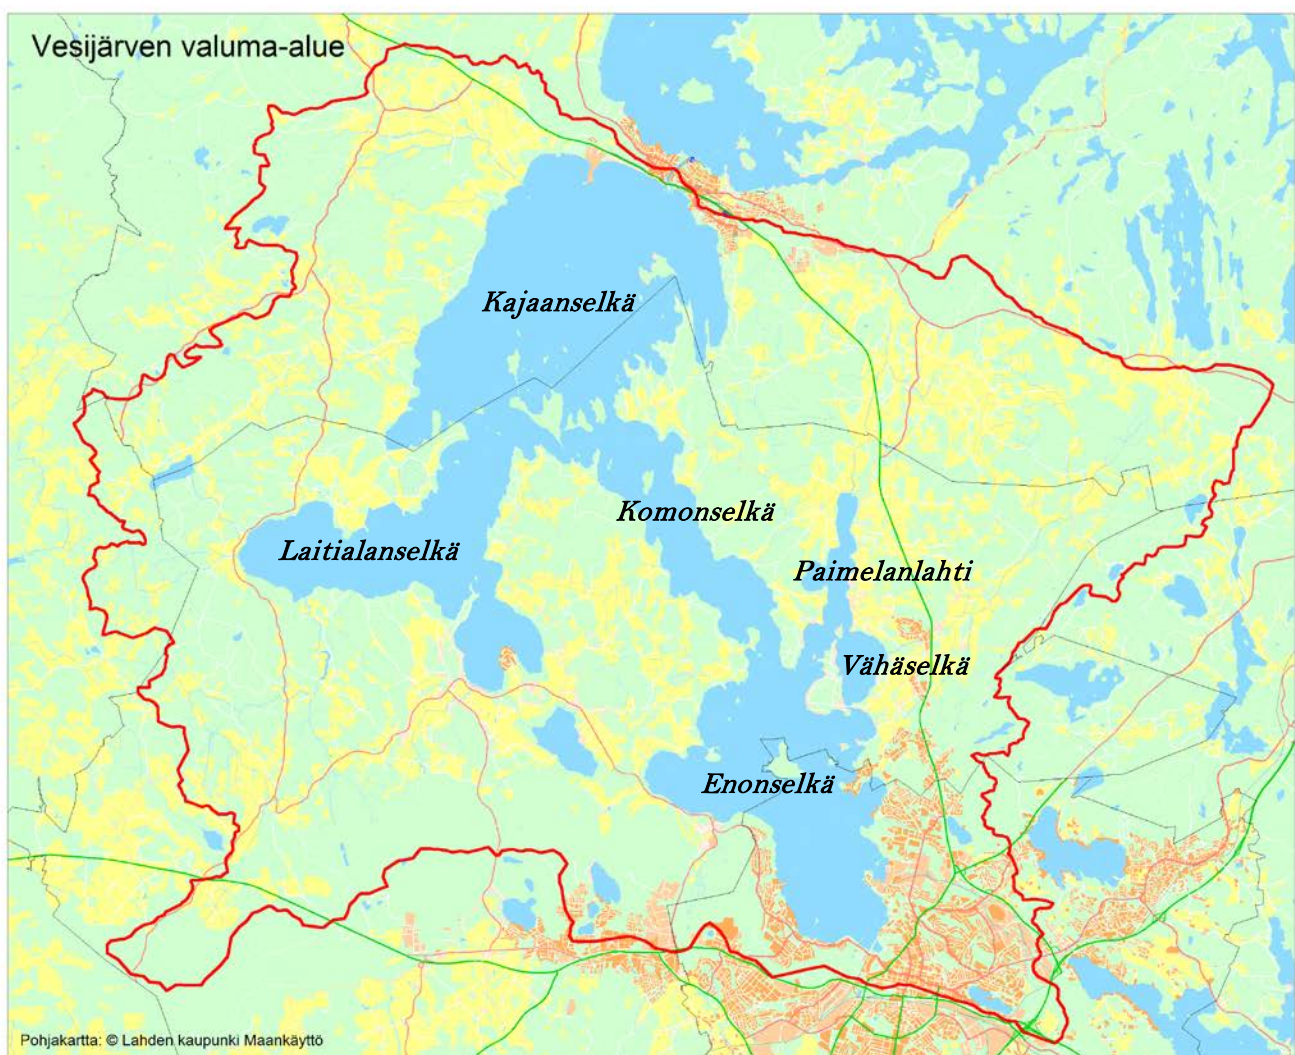 Vesijärven valuma-alue
Kajaanselkä
Komonselkä
Laitialanselkä
Paimelanlahti
Vähäselkä
Enonselkä
Pohjakartta: © Lahden kaupunki Maankäyttö